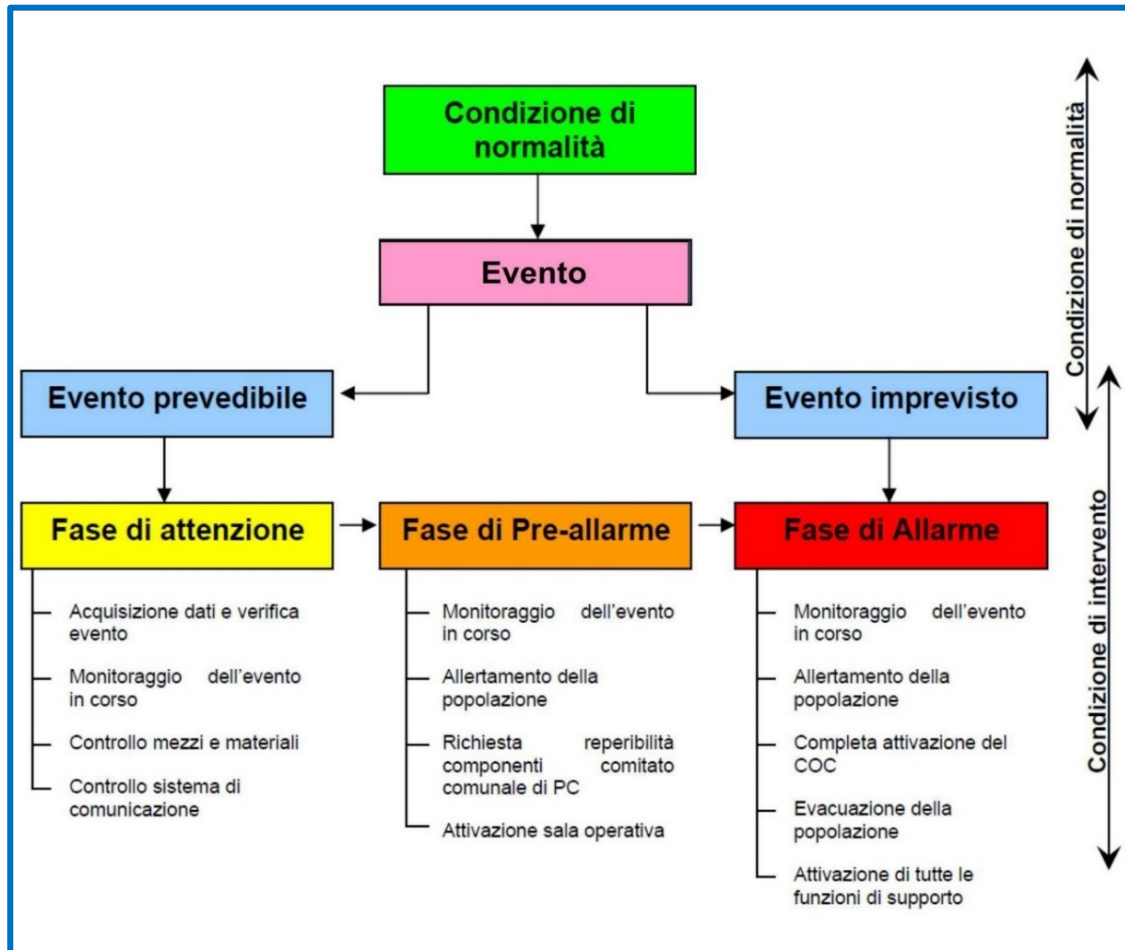 Condizione di
normalità
Evento
Evento prevedibile
Evento imprevisto
Fase di attenzione
Fase di Pre-allarme
Fase di Allarme
Acquisizione dati e verifica
evento
Monitoraggio dell'evento
in corso
Controllo mezzi e materiali
Controllo sistema di
comunicazione
Monitoraggio dell'evento
in corso
Allertamento della
popolazione
Richiesta reperibilità
componenti comitato
comunale di PC
Attivazione sala operativa
Monitoraggio dell'evento
in corso
Allertamento della
popolazione
Completa attivazione del
COC
Evacuazione della
popolazione
Attivazione di tutte le
funzioni di supporto
Condizione di normalità
Condizione di intervento